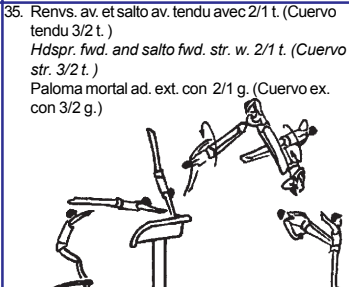 35. Renvs. av. et salto av. tendu avec 2/1 t. (Cuervo
tendu 3/2 t. )
Hdspr. fwd. and salto fwd. str. w. 2/1 t. (Cuervo
str. 3/2 t. )
Paloma mortal ad. ext. con 2/1 g. (Cuervo ex.
con 3/2 g.)